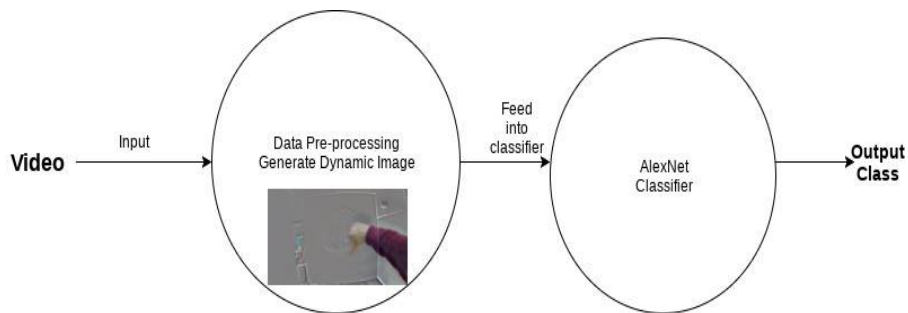 Video
Input
Data Pre-processing
Generate Dynamic Image
Feed
into
classifier
AlexNet
Classifier
Output
Class